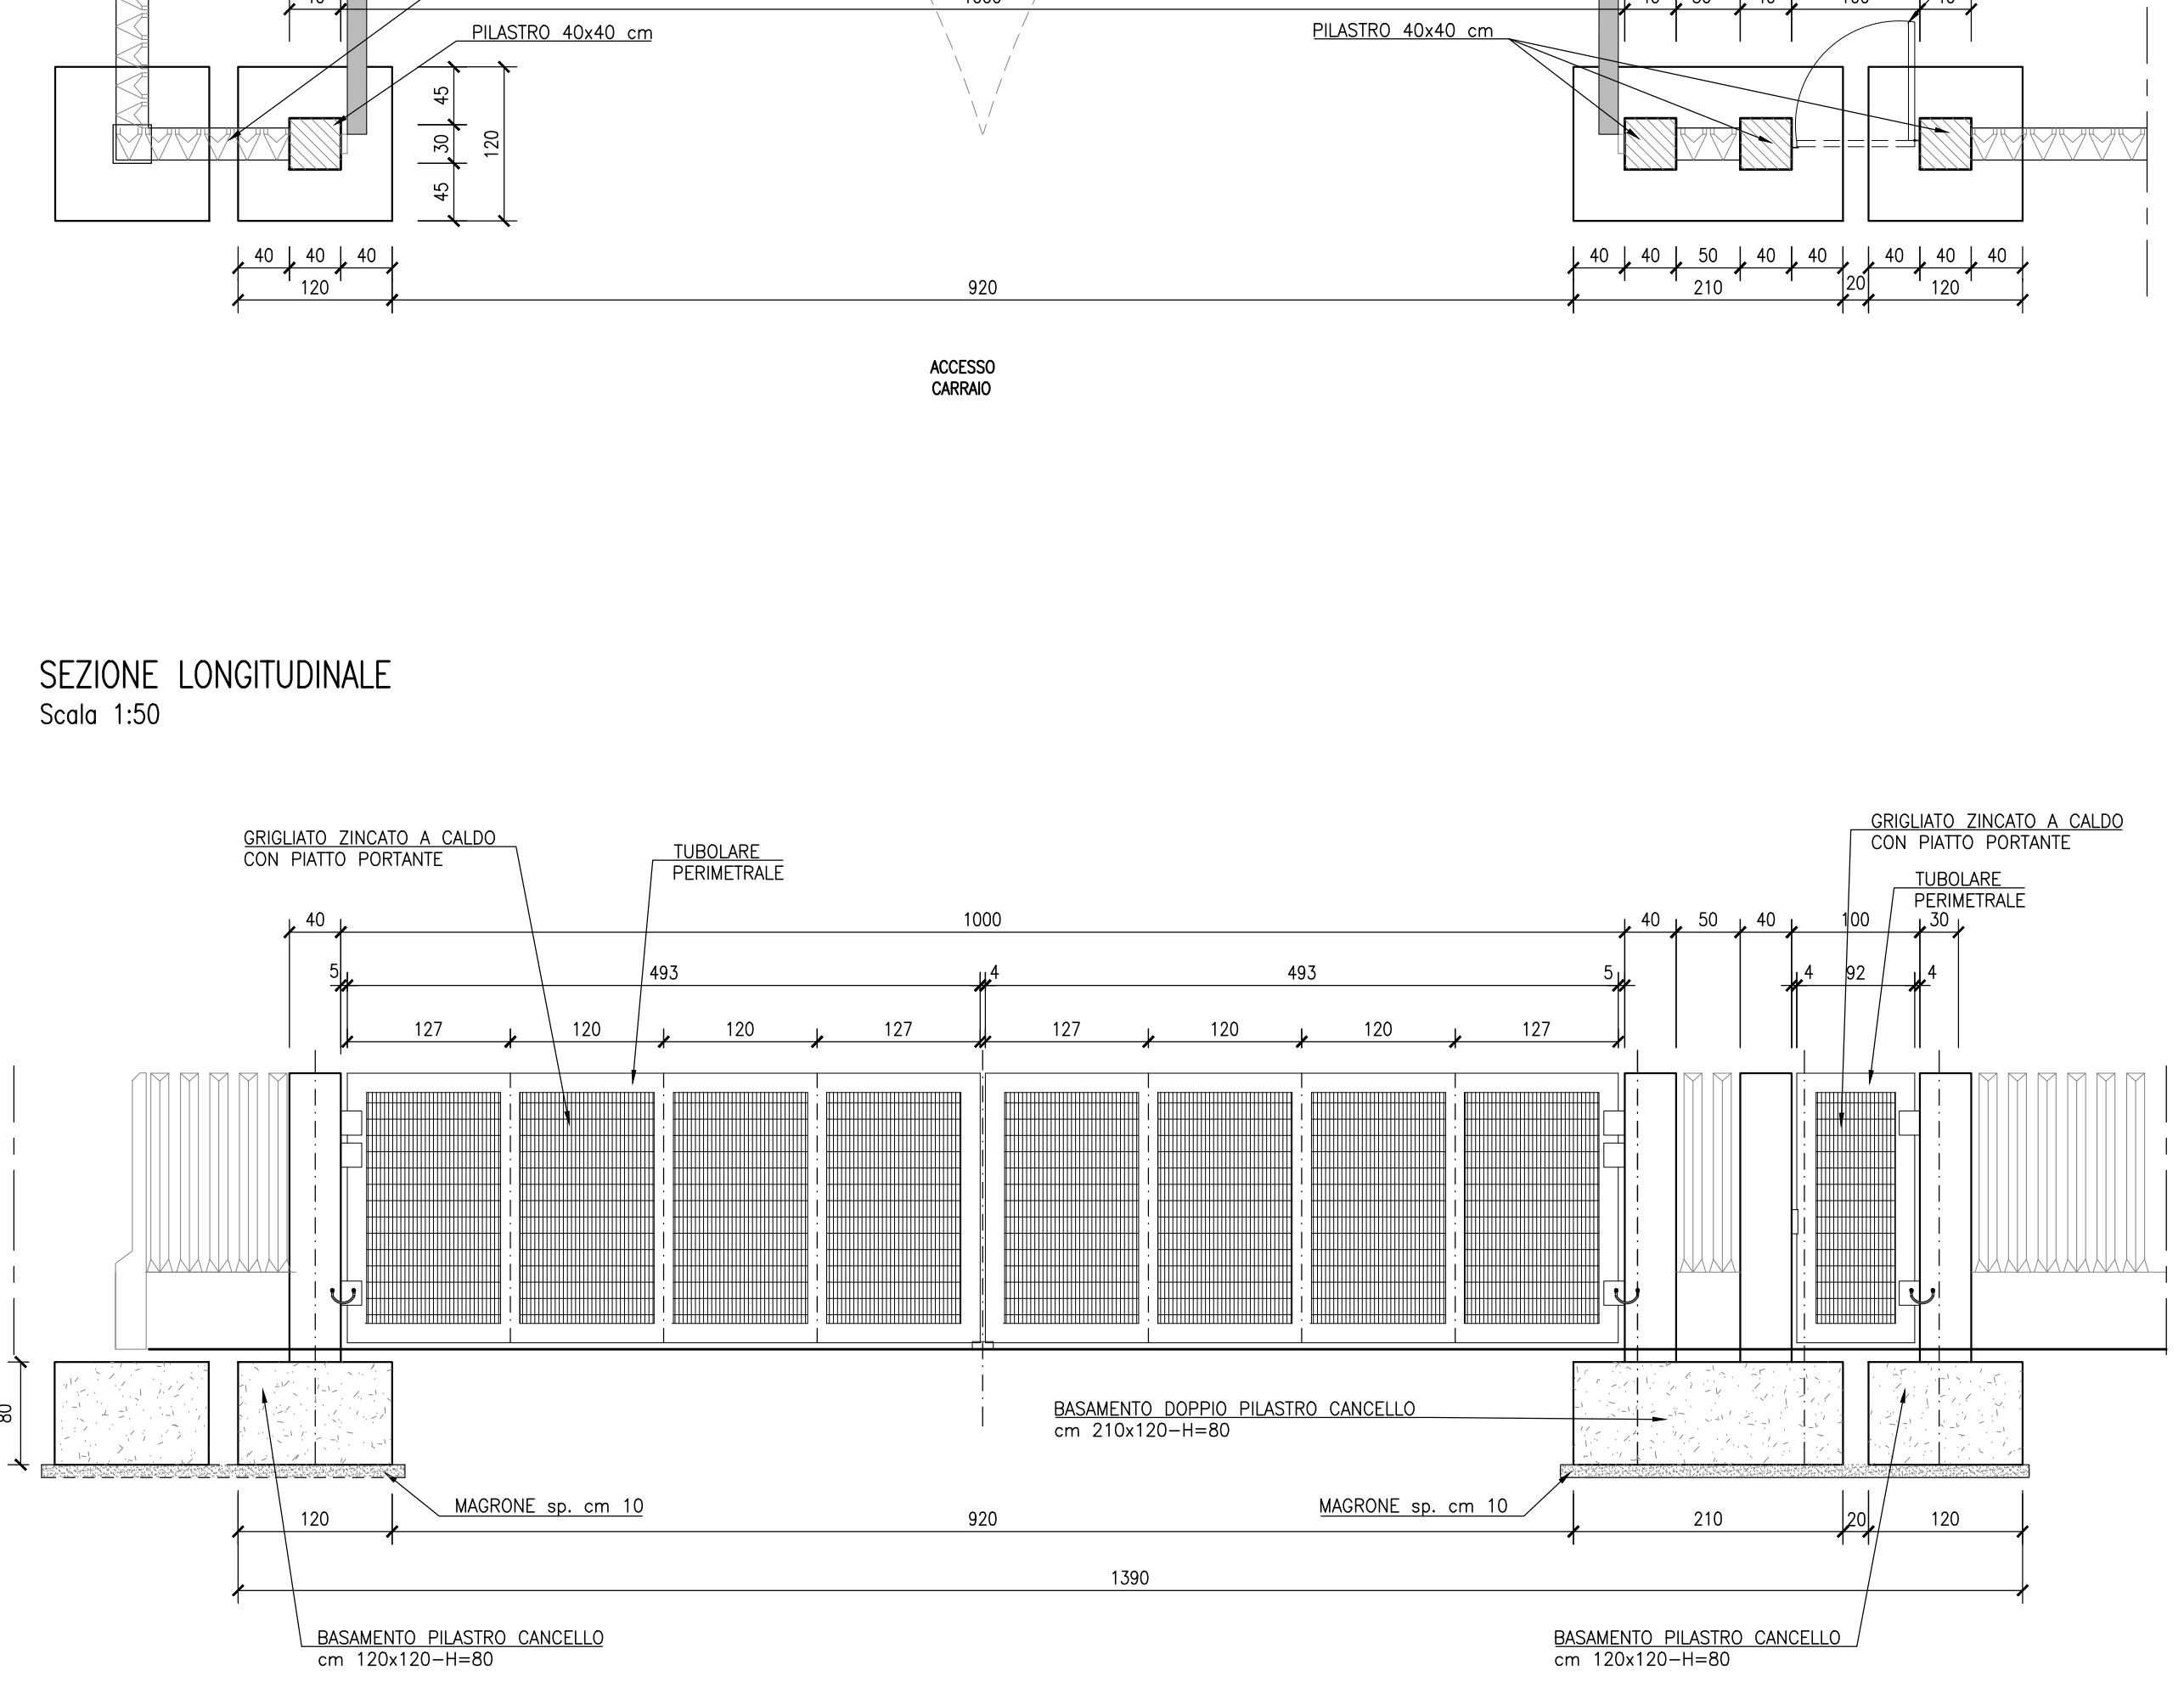 PILASTRO 40x40 cm
PILASTRO 40x40 cm
45
30
45
120
40 40 40
40 40 50 40 40
40 40 40
120
920
210
20
120
ACCESSO
CARRAIO
SEZIONE LONGITUDINALE
Scala 1:50
GRIGLIATO ZINCATO A CALDO
CON PIATTO PORTANTE
TUBOLARE
PERIMETRALE
GRIGLIATO ZINCATO A CALDO
CON PIATTO PORTANTE
TUBOLARE
PERIMETRALE
40 1000 40 50 40 100 30
5 493 4 493 5 4 92 4
127 120 120 127 127 120 120 127
80
BASAMENTO DOPPIO PILASTRO CANCELLO
cm 210x120-H=80
MAGRONE sp. cm 10
MAGRONE sp. cm 10
120 920 210 20 120
1390
BASAMENTO PILASTRO CANCELLO
cm 120x120-H=80
BASAMENTO PILASTRO CANCELLO
cm 120x120-H=80